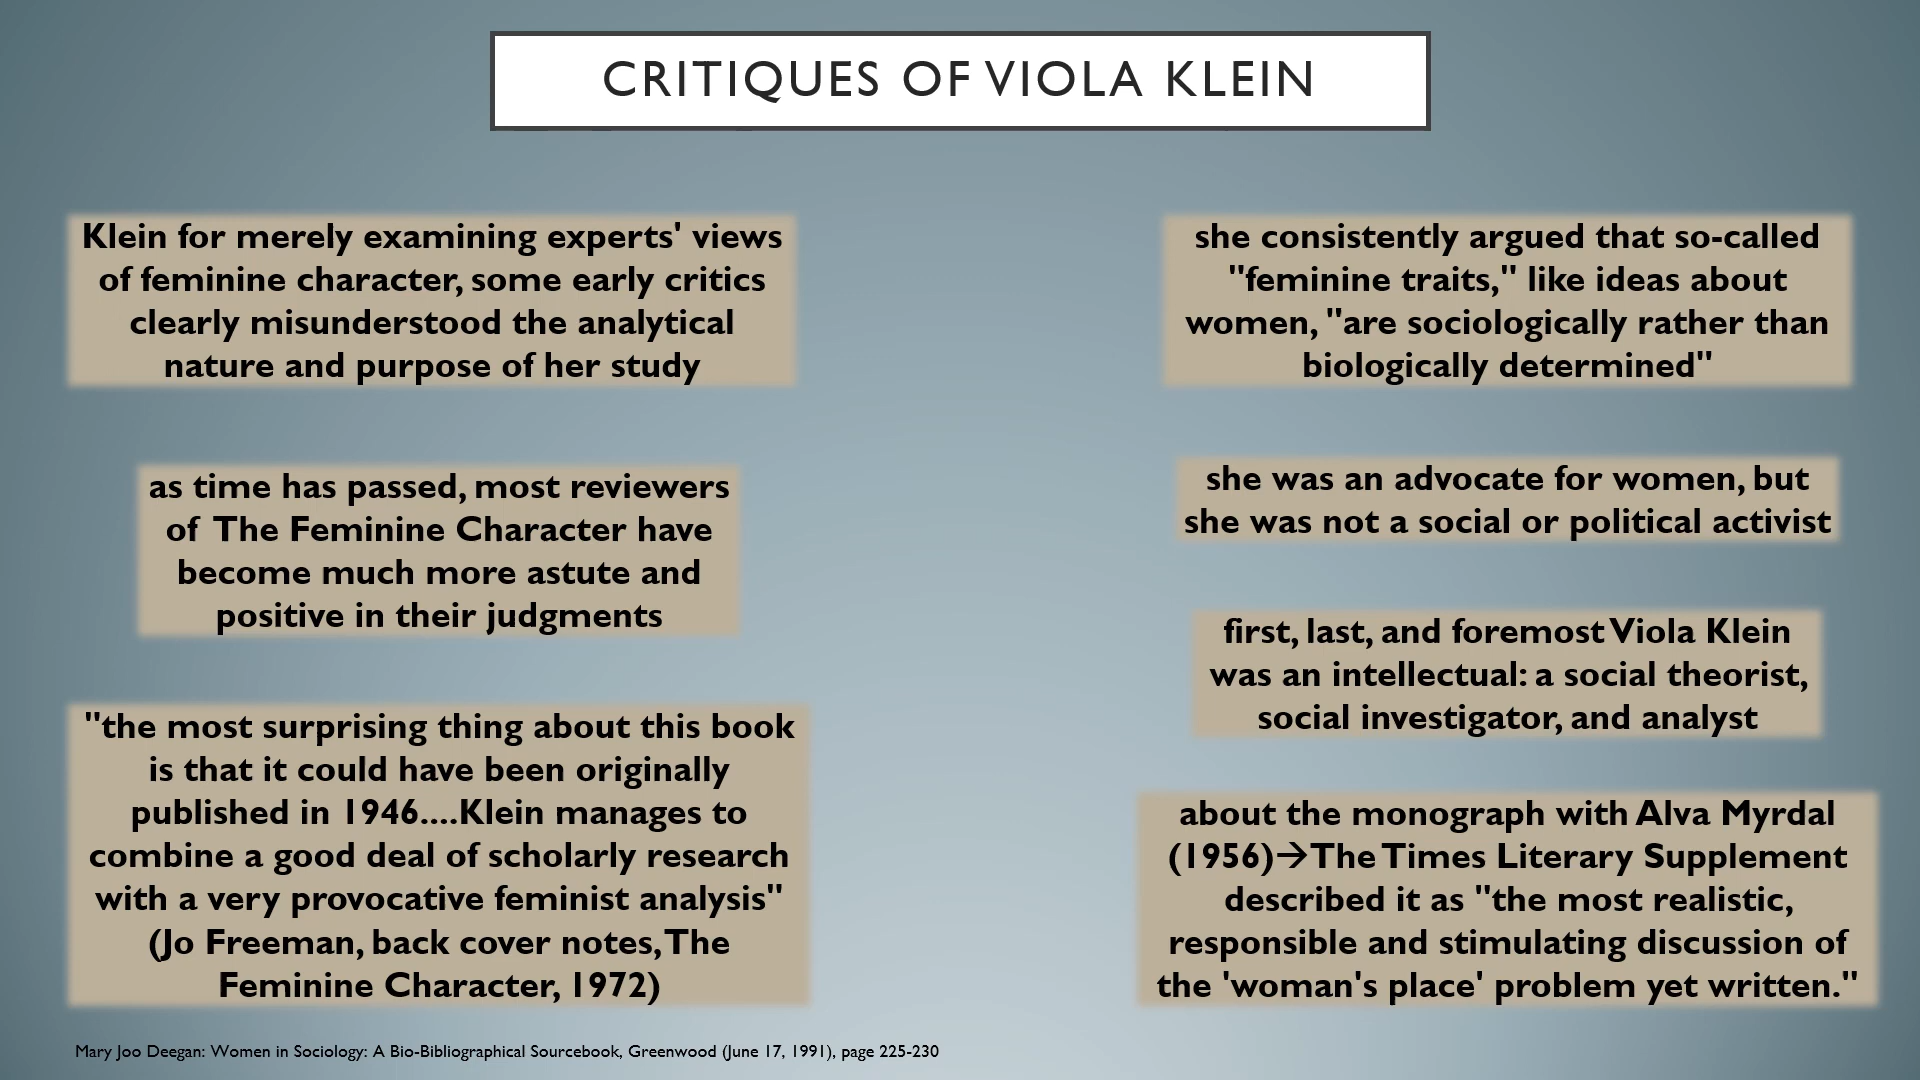 CRITIQUES OF VIOLA KLEIN
Klein for merely examining experts' views
of feminine character, some early critics
clearly misunderstood the analytical
nature and purpose of her study
as time has passed, most reviewers
of The Feminine Character have
become much more astute and
positive in their judgments
"the most surprising thing about this book
is that it could have been originally
published in 1946....Klein manages to
combine a good deal of scholarly research
with a very provocative feminist analysis"
(Jo Freeman, back cover notes, The
Feminine Character, 1972)
she consistently argued that so-called
"feminine traits," like ideas about
women, "are sociologically rather than
biologically determined"
she was an advocate for women, but
she was not a social or political activist
first, last, and foremost Viola Klein
was an intellectual: a social theorist,
social investigator, and analyst
about the monograph with Alva Myrdal
(1956)→The Times Literary Supplement
described it as "the most realistic,
responsible and stimulating discussion of
the 'woman's place' problem yet written."
Mary Joo Deegan: Women in Sociology: A Bio-Bibliographical Sourcebook, Greenwood (June 17, 1991), page 225-230